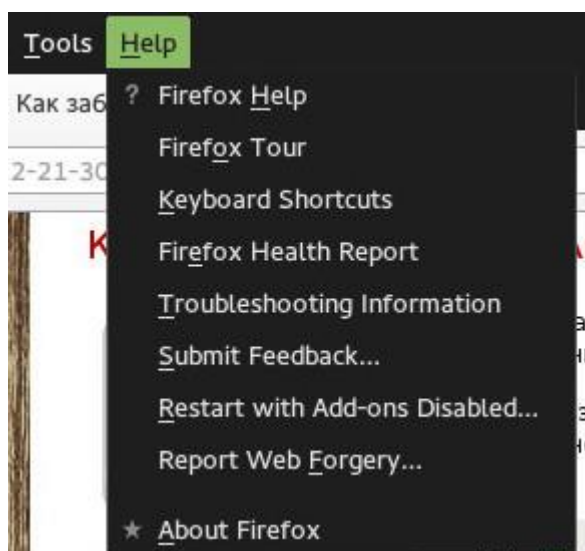 Tools Help
Как заб
? Firefox Help
Firefox Tour
2-21-30
Keyboard Shortcuts
К
Firefox Health Report
Troubleshooting Information
Submit Feedback...
Restart with Add-ons Disabled...
Report Web Forgery...
★ About Firefox